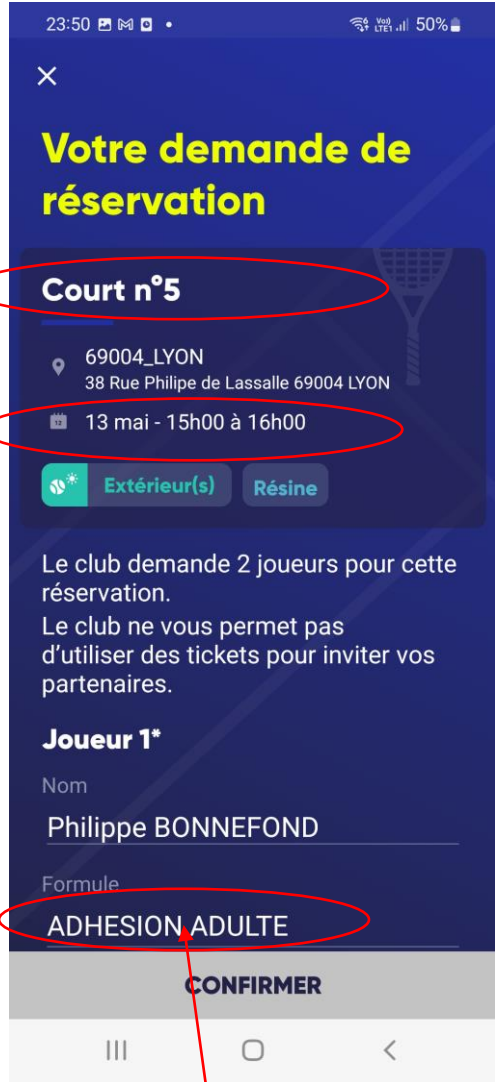 23:50
Vo)) LTE1 50%
Votre demande de
réservation
Court n°5
69004_LYON
38 Rue Philipe de Lassalle 69004 LYON
13 mai - 15h00 à 16h00
Extérieur(s) Résine
Le club demande 2 joueurs pour cette
réservation.
Le club ne vous permet pas
d'utiliser des tickets pour inviter vos
partenaires.
Joueur 1*
Nom
Philippe BONNEFOND
Formule
ADHESION ADULTE
CONFIRMER